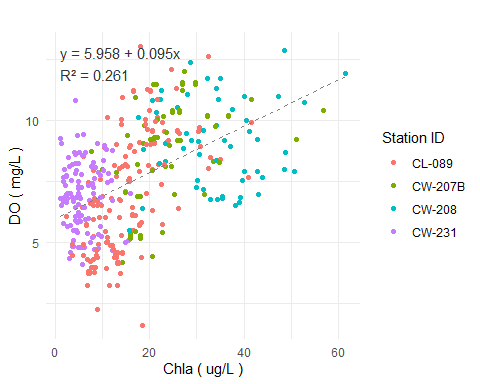 y = 5.958 + 0.095x
R² = 0.261
10
5
DO ( mg/L )
0
20
40
60
Chla ( ug/L )
Station ID
CL-089
CW-207B
CW-208
CW-231